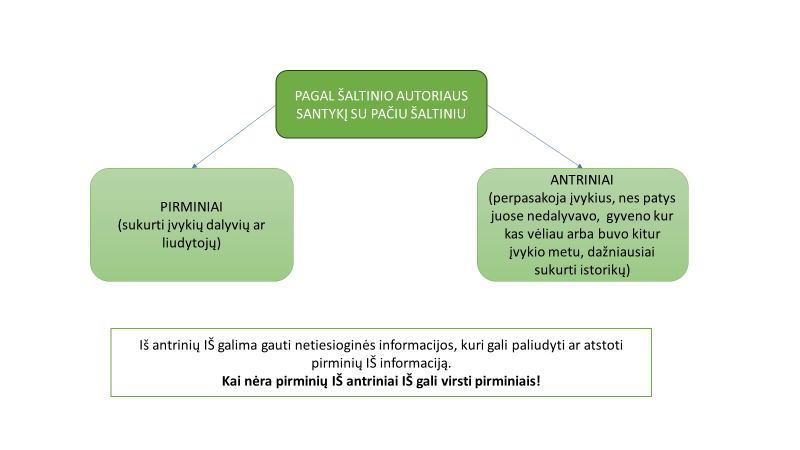 PAGAL ŠALTINIO AUTORIAUS
SANTYKĮ SU PAČIU ŠALTINIU
PIRMINIAI
(sukurti įvykių dalyvių ar
liudytojų)
ANTRINIAI
(perpasakoja įvykius, nes patys
juose nedalyvavo, gyveno kur
kas vėliau arba buvo kitur
įvykio metu, dažniausiai
sukurti istorikų)
Iš antrinių IŠ galima gauti netiesioginės informacijos, kuri gali paliudyti ar atstoti
pirminių IŠ informaciją.
Kai nėra pirminių IŠ antriniai IŠ gali virsti pirminiais!